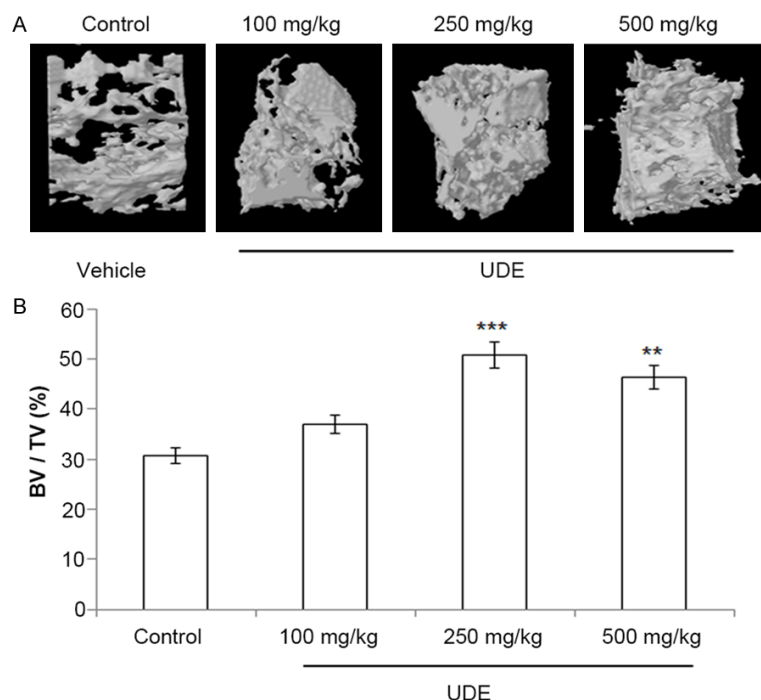 A
Control 100 mg/kg 250 mg/kg 500 mg/kg
Vehicle UDE
B
BV / TV (%)
60
50
40
30
20
10
0
***
**
Control 100 mg/kg 250 mg/kg 500 mg/kg
UDE